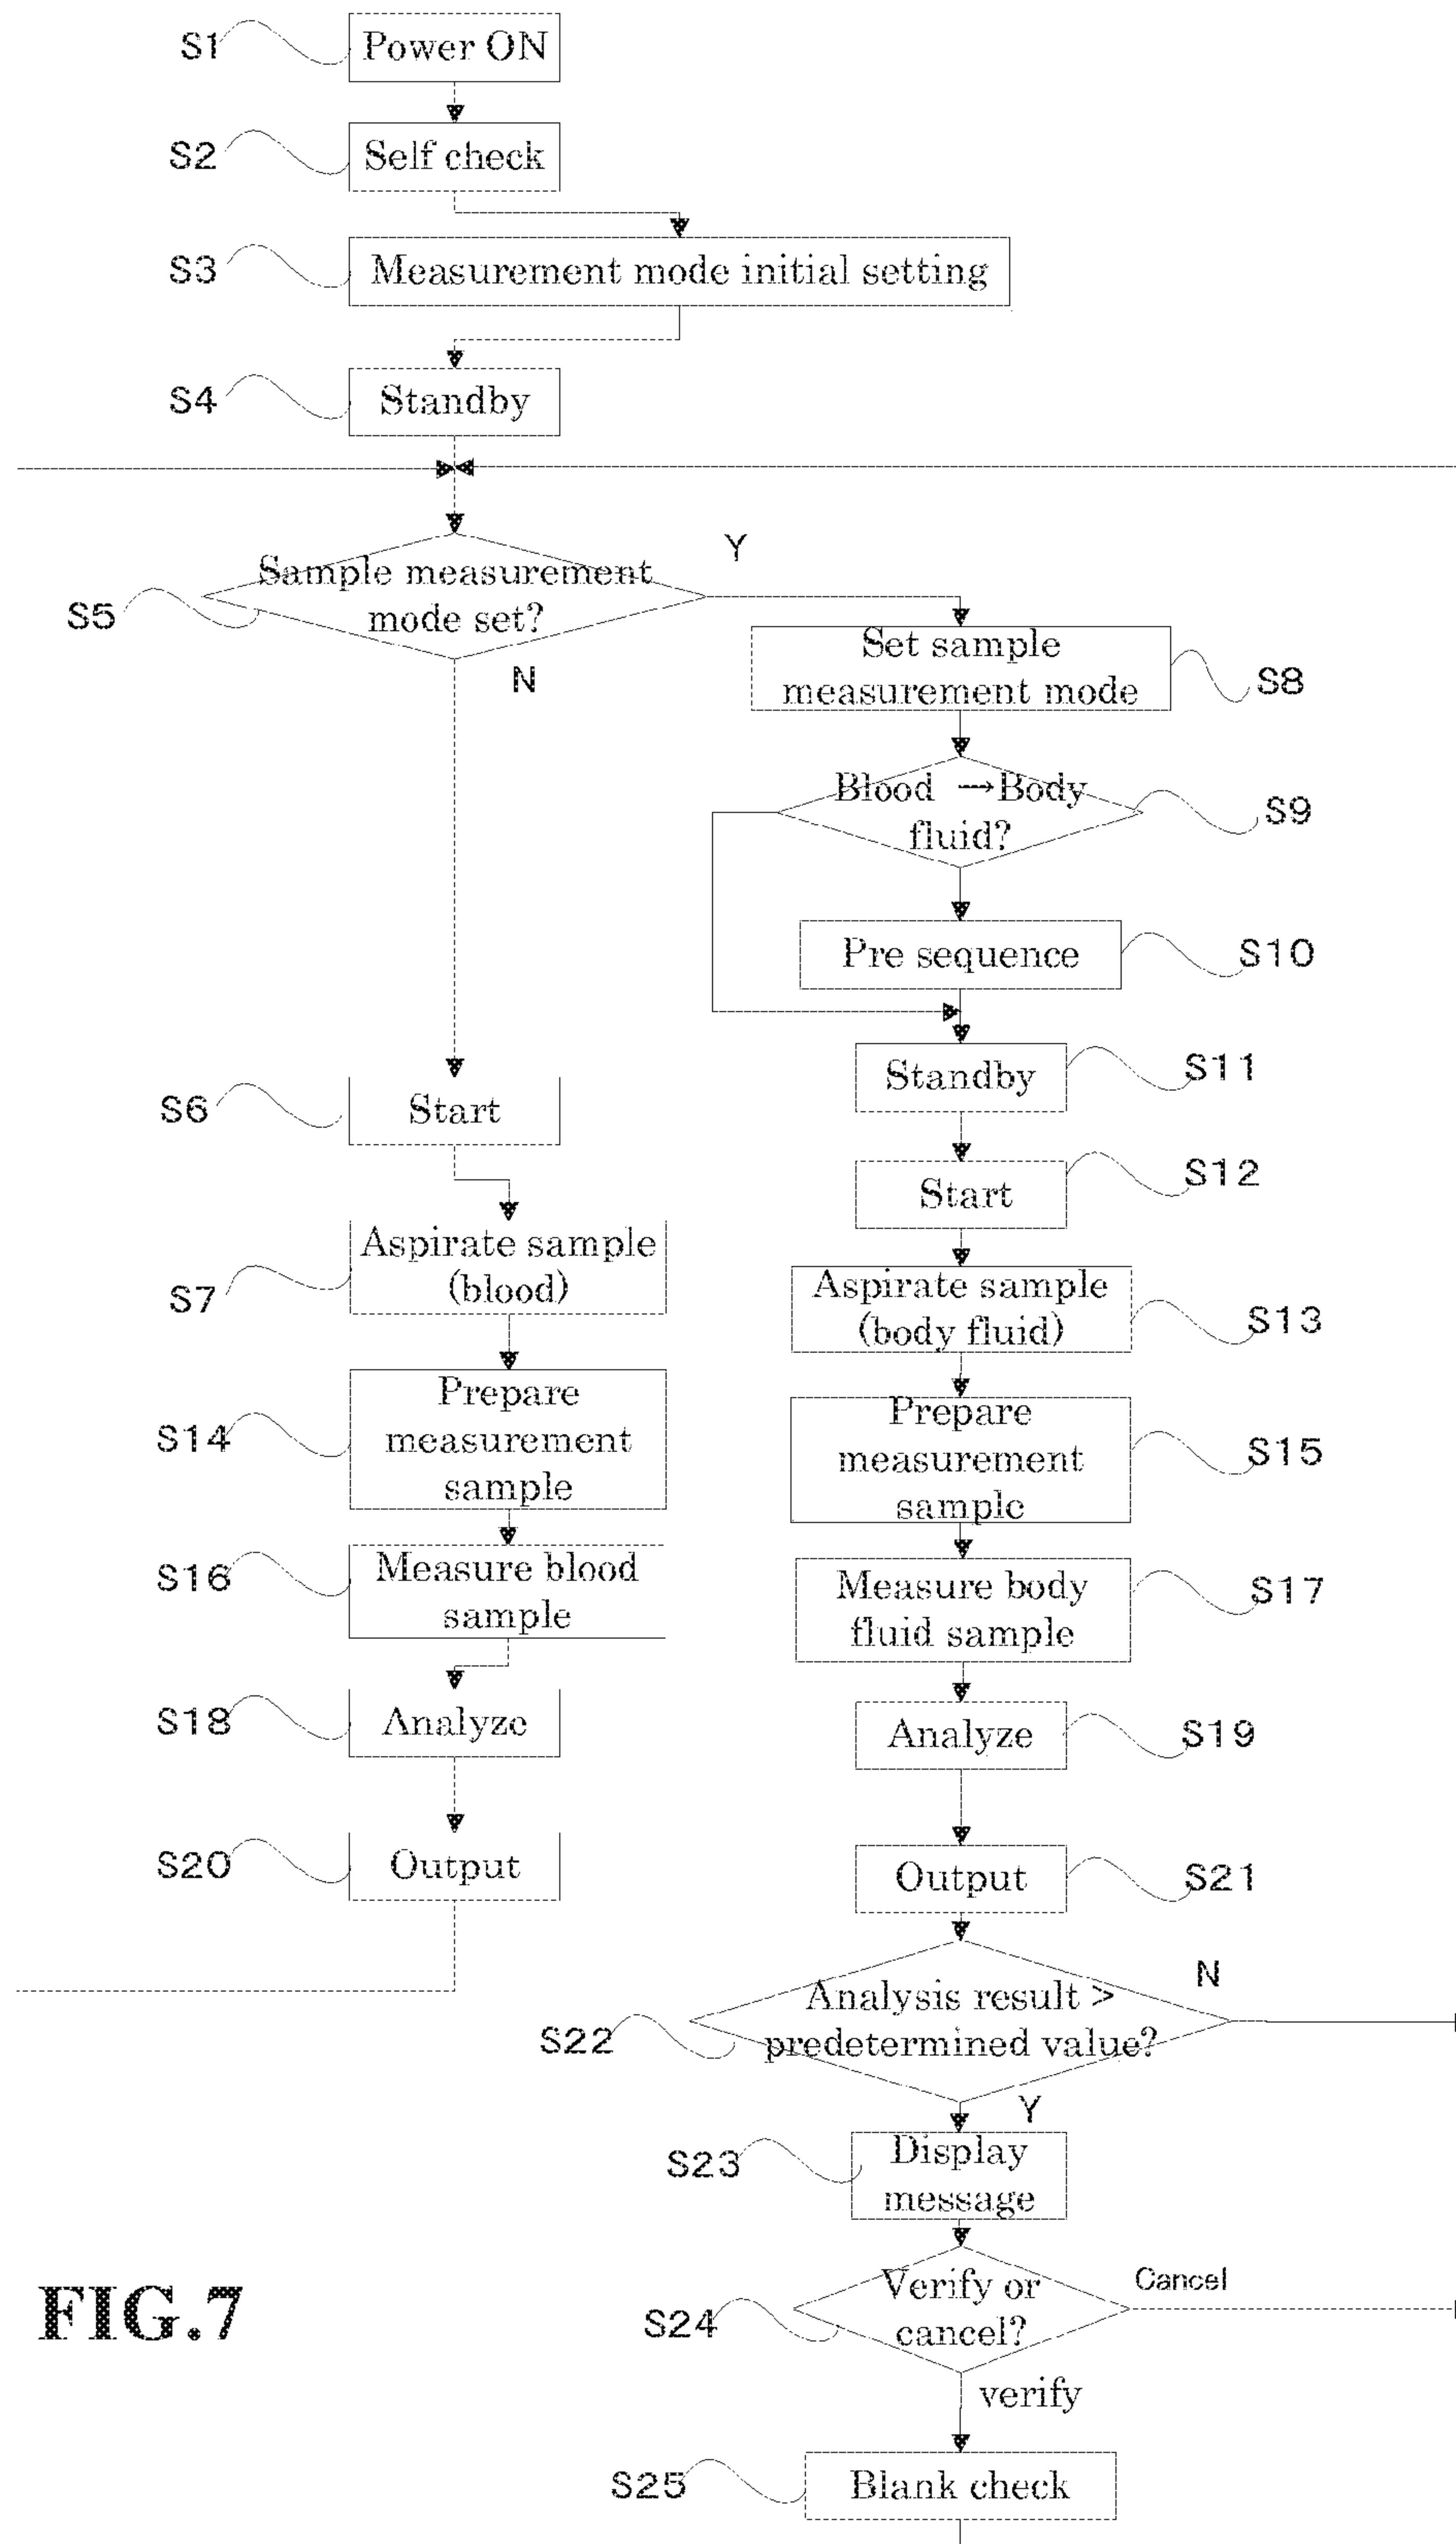 S1
Power ON
S2
Self check
S3
Measurement mode initial setting
S4
Standby
S5
Sample measurement
mode set?
Y
N
Set sample
measurement mode
S8
Blood →Body
fluid?
S9
Pre sequence
S10
Standby
S11
S6
Start
Start
S12
S7
Aspirate sample
(blood)
Aspirate sample
(body fluid)
S13
S14
Prepare
measurement
sample
Prepare
measurement
sample
S15
S16
Measure blood
sample
Measure body
fluid sample
S17
S18
Analyze
Analyze
S19
S20
Output
Output
S21
S22
Analysis result >
predetermined value?
N
Y
S23
Display
message
S24
Verify or
cancel?
Cancel
verify
S25
Blank check
FIG.7